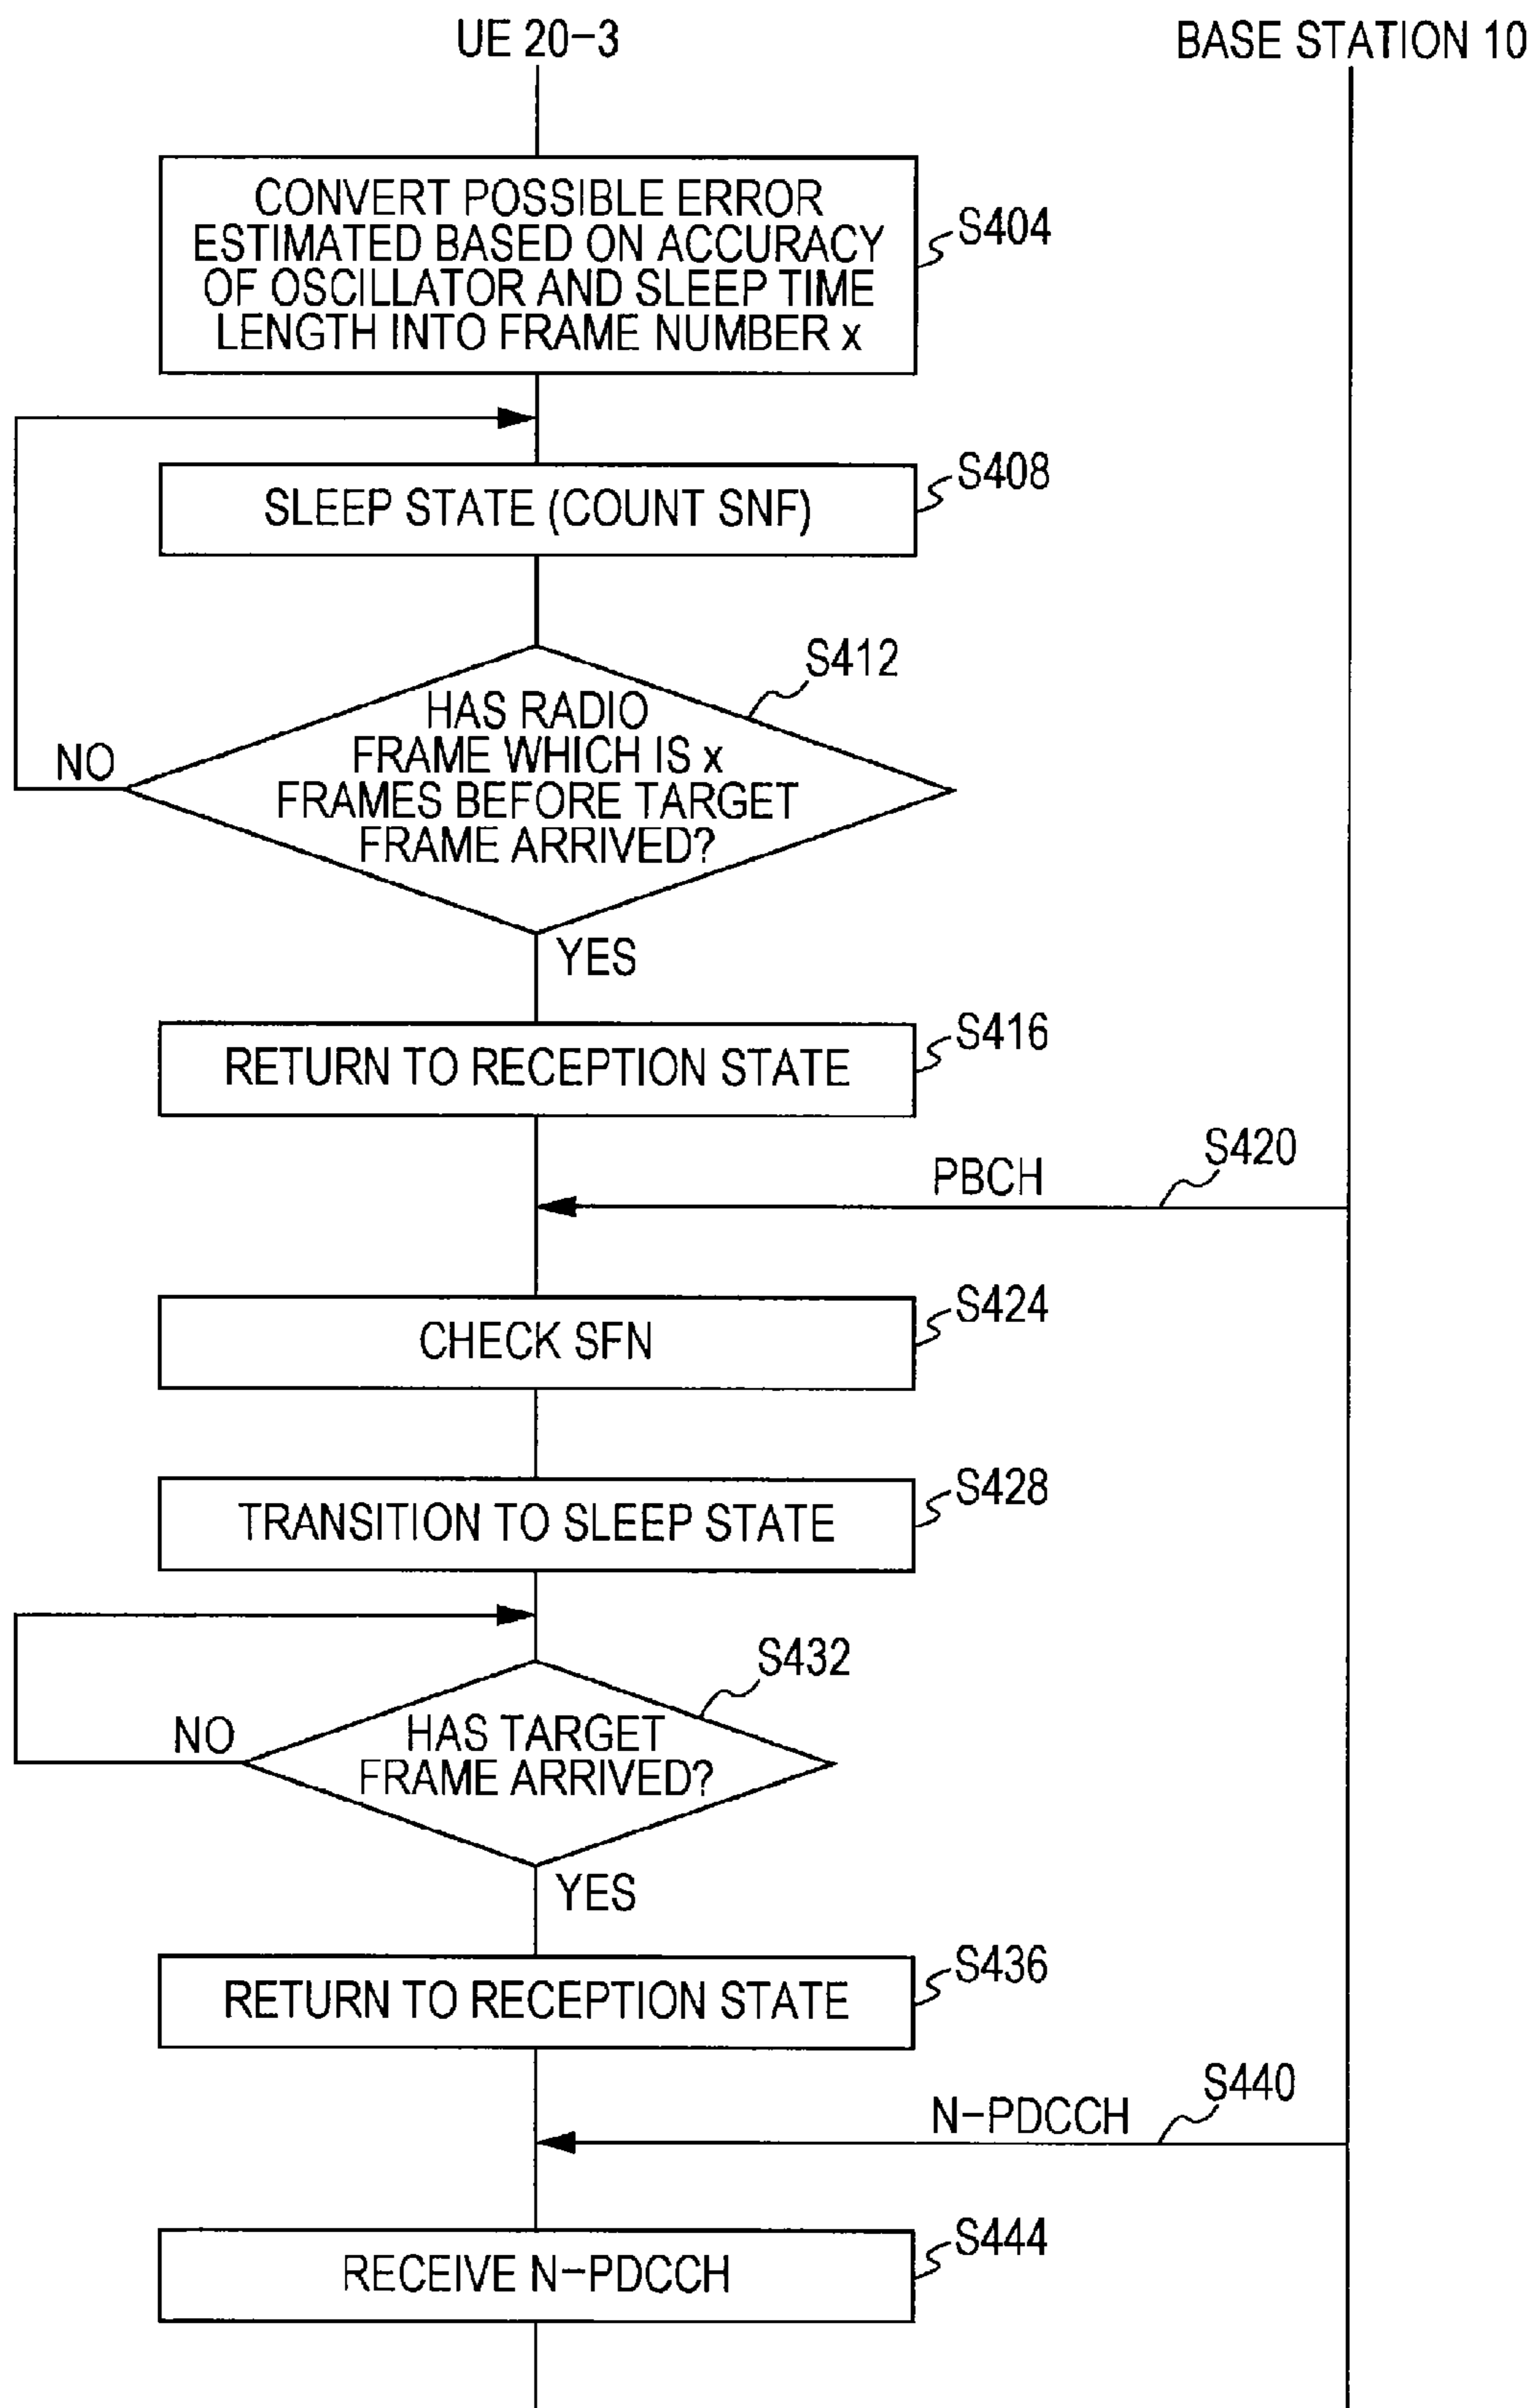 UE 20-3
BASE STATION 10
CONVERT POSSIBLE ERROR
ESTIMATED BASED ON ACCURACY
OF OSCILLATOR AND SLEEP TIME
LENGTH INTO FRAME NUMBER x
S404
SLEEP STATE (COUNT SNF)
S408
HAS RADIO
FRAME WHICH IS x
FRAMES BEFORE TARGET
FRAME ARRIVED?
S412
NO
YES
RETURN TO RECEPTION STATE
S416
PBCH
S420
CHECK SFN
S424
TRANSITION TO SLEEP STATE
S428
HAS TARGET
FRAME ARRIVED?
S432
NO
YES
RETURN TO RECEPTION STATE
S436
N-PDCCH
S440
RECEIVE N-PDCCH
S444